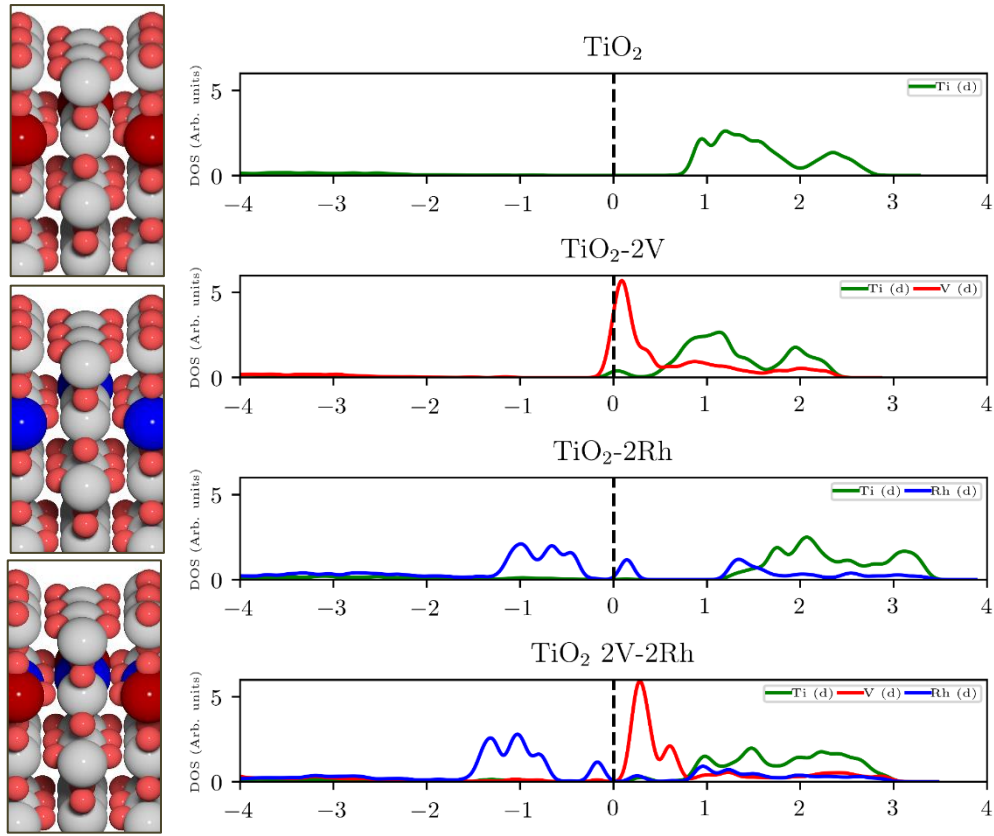 TiO₂
DOS (Arb. units)
5
0
Ti (d)
−4 −3 −2 −1 0 1 2 3 4
TiO₂-2V
DOS (Arb. units)
5
0
Ti (d) V (d)
−4 −3 −2 −1 0 1 2 3 4
TiO₂-2Rh
DOS (Arb. units)
5
0
Ti (d) Rh (d)
−4 −3 −2 −1 0 1 2 3 4
TiO₂ 2V-2Rh
DOS (Arb. units)
5
0
Ti (d) V (d) Rh (d)
−4 −3 −2 −1 0 1 2 3 4